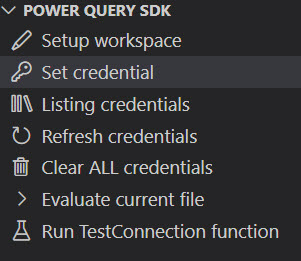 POWER QUERY SDK
Setup workspace
Set credential
Listing credentials
Refresh credentials
Clear ALL credentials
Evaluate current file
Run TestConnection function